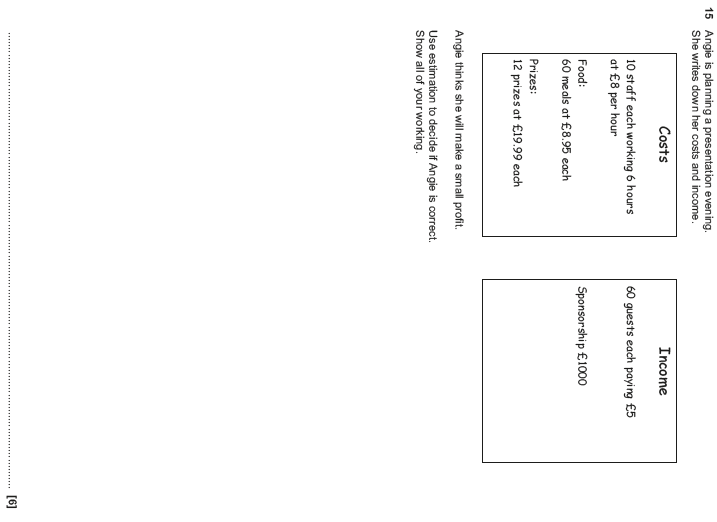 15 Angie is planning a presentation evening.
She writes down her costs and income.
Costs
10 staff each working 6 hours
at £8 per hour
Food:
60 meals at £8.95 each
Prizes:
12 prizes at £19.99 each
Income
60 guests each paying £5
Sponsorship £1000
Angie thinks she will make a small profit.
Use estimation to decide if Angie is correct.
Show all of your working.
[6]